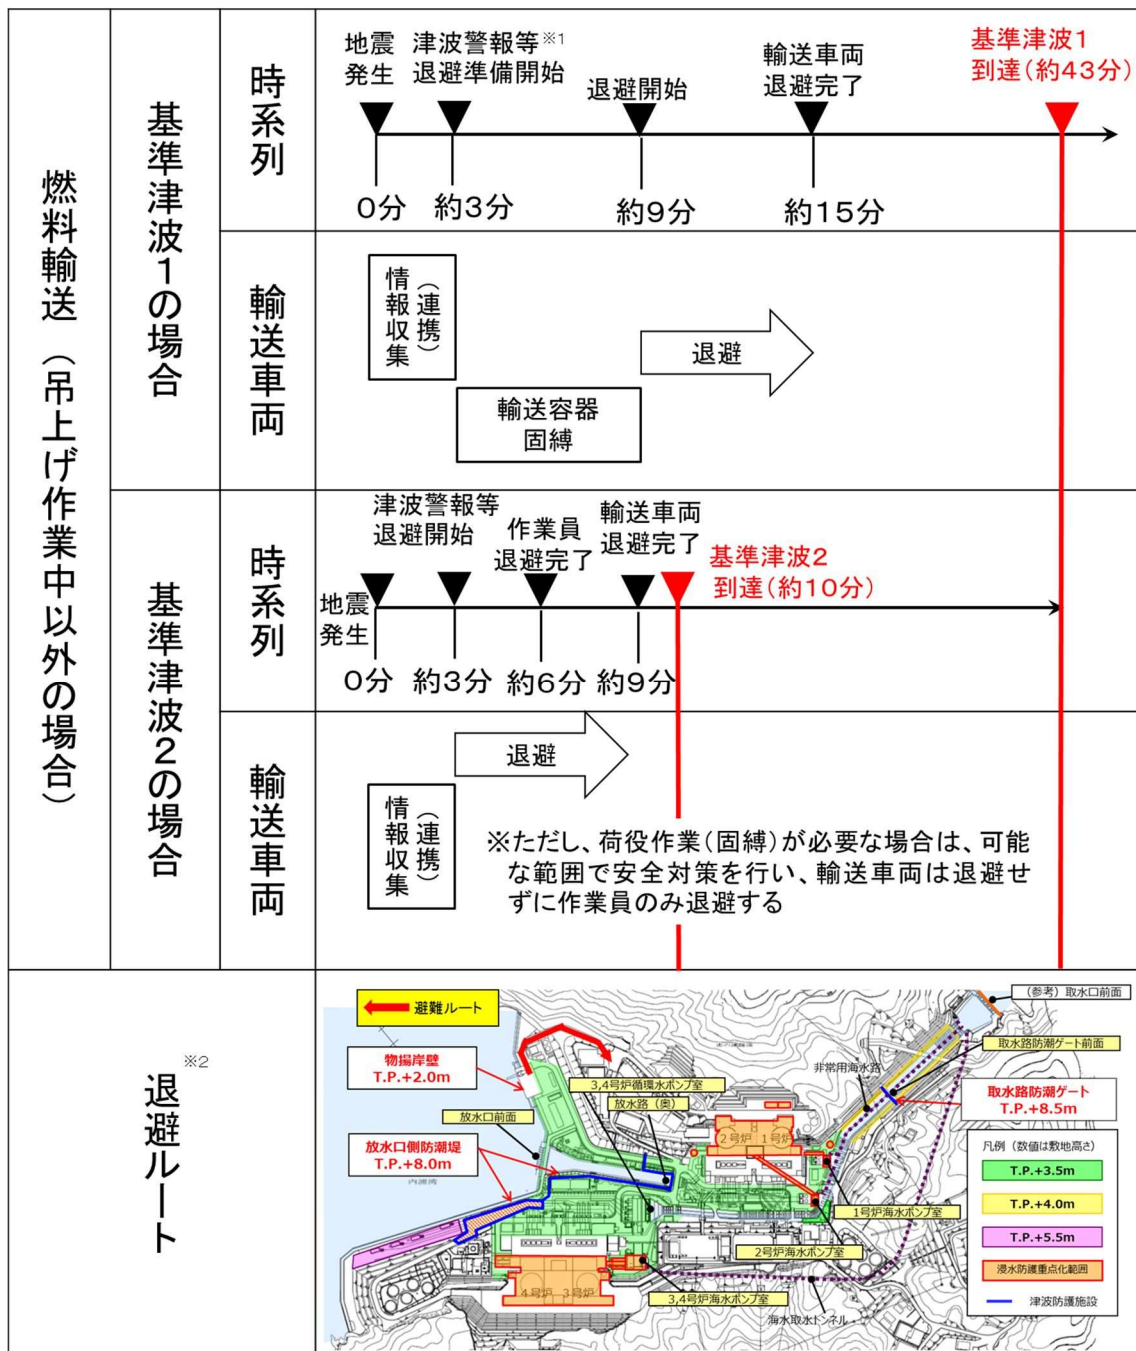 燃料輸送（吊上げ作業中以外の場合）
基準津波１の場合
時系列
地震
発生
津波警報等※1
退避準備開始
退避開始
輸送車両
退避完了
基準津波１
到達（約４３分）
０分
約３分
約９分
約１５分
輸送車両
情報収集
（連携）
輸送容器
固縛
退避
基準津波２の場合
時系列
地震
発生
津波警報等
退避開始
作業員
退避完了
輸送車両
退避完了
基準津波２
到達（約１０分）
０分
約３分
約６分
約９分
輸送車両
情報収集
（連携）
退避
※ただし、荷役作業（固縛）が必要な場合は、可能
な範囲で安全対策を行い、輸送車両は退避せ
ずに作業員のみ退避する
退避ルート※2
避難ルート
物揚岸壁
T.P.+2.0m
放水口前面
放水口側防潮堤
T.P.+8.0m
内浦湾
3,4号炉循環水ポンプ室
放水路（奥）
２号炉
１号炉
非常用海水路
（参考）取水口前面
取水路防潮ゲート前面
取水路防潮ゲート
T.P.+8.5m
1号炉海水ポンプ室
2号炉海水ポンプ室
3,4号炉海水ポンプ室
４号炉
３号炉
海水取水トンネル
凡例（数値は敷地高さ）
T.P.+3.5m
T.P.+4.0m
T.P.+5.5m
浸水防護重点化範囲
津波防護施設